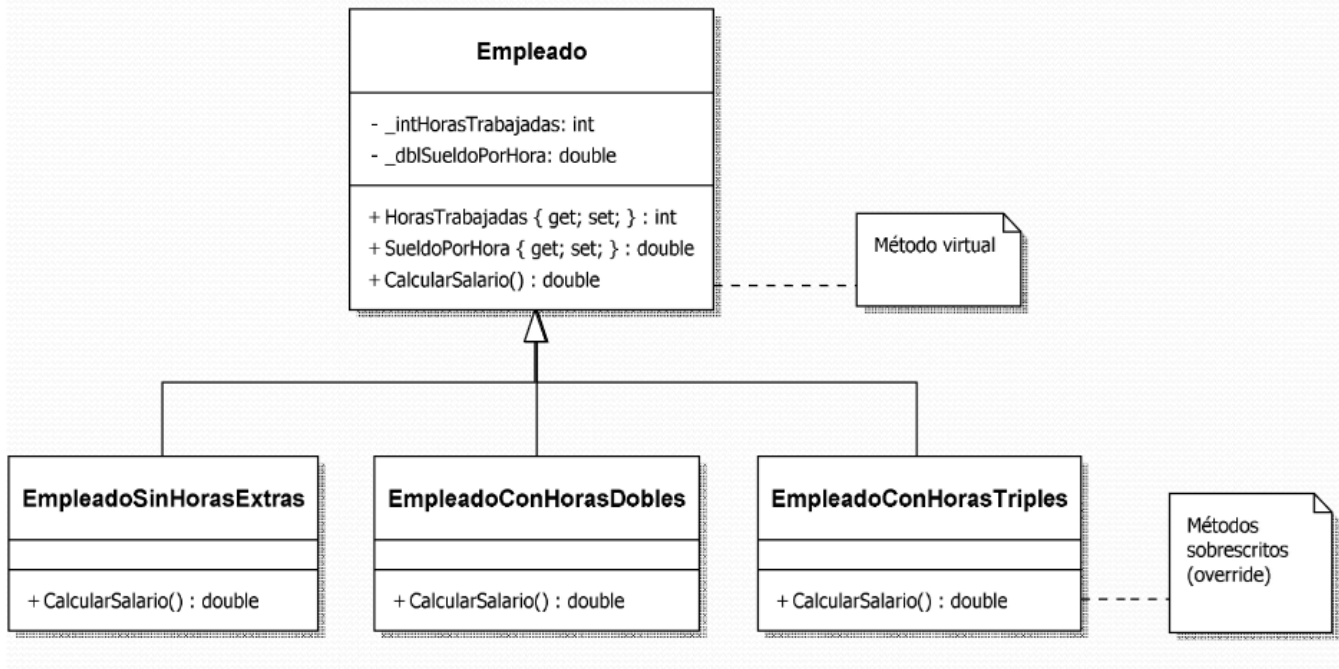 Empleado
- _intHorasTrabajadas: int
- _dblSueldoPorHora: double
+ HorasTrabajadas { get; set; } : int
+ SueldoPorHora { get; set; } : double
+ CalcularSalario() : double
Método virtual
EmpleadoSinHorasExtras
+ CalcularSalario() : double
EmpleadoConHorasDobles
+ CalcularSalario() : double
EmpleadoConHorasTriples
+ CalcularSalario() : double
Métodos
sobrescritos
(override)